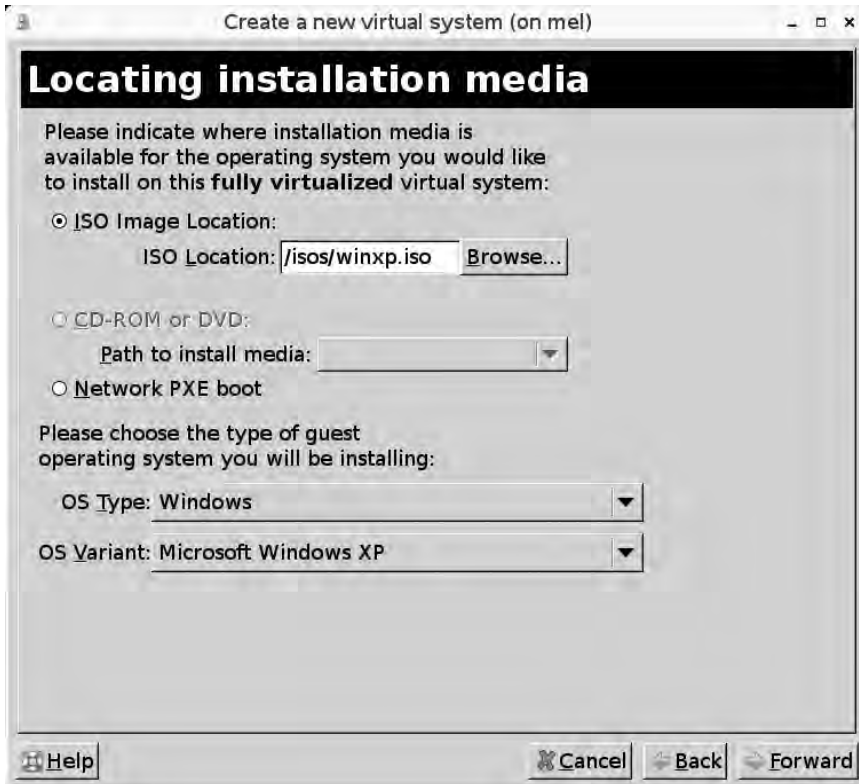 Create a new virtual system (on mel)
Locating installation media
Please indicate where installation media is
available for the operating system you would like
to install on this fully virtualized virtual system:
ISO Image Location:
ISO Location: /isos/winxp.iso Browse...
CD-ROM or DVD:
Path to install media:
Network PXE boot
Please choose the type of guest
operating system you will be installing:
OS Type: Windows
OS Variant: Microsoft Windows XP
Help Cancel Back Forward